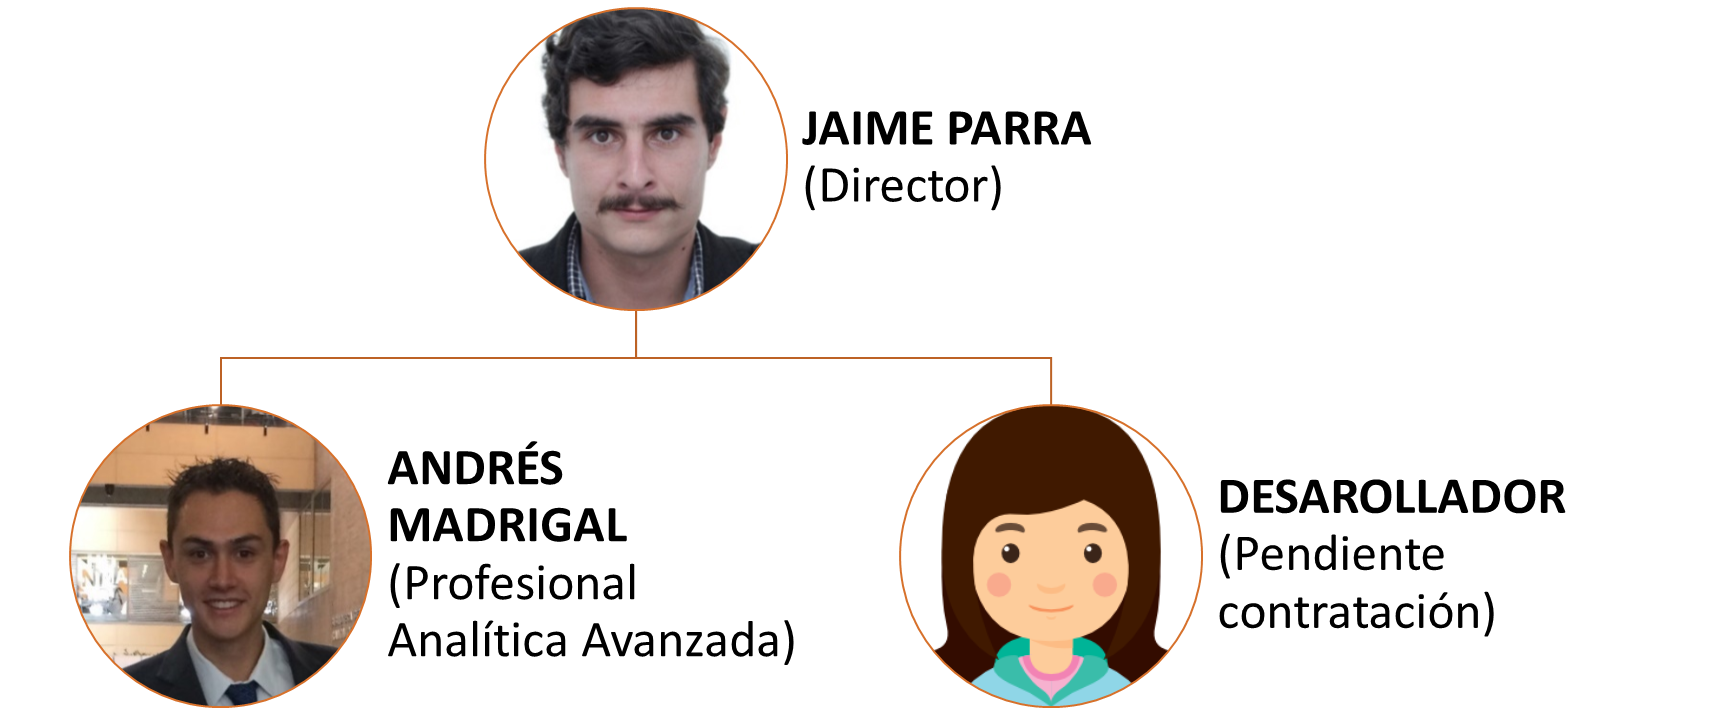 JAIME PARRA
(Director)
ANDRÉS
MADRIGAL
(Profesional
Analítica Avanzada)
DESAROLLADOR
(Pendiente
contratación)